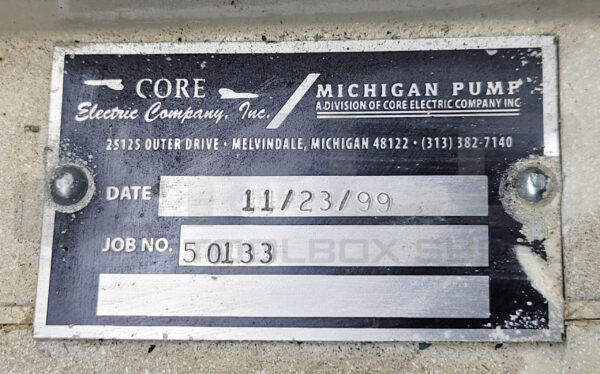 CORE
Electric Company, Inc.
MICHIGAN PUMP
A DIVISION OF CORE ELECTRIC COMPANY INC
25125 OUTER DRIVE • MELVINDALE, MICHIGAN 48122 • (313) 382-7140
DATE 11/23/99
JOB NO. 50133
TOOLBOX